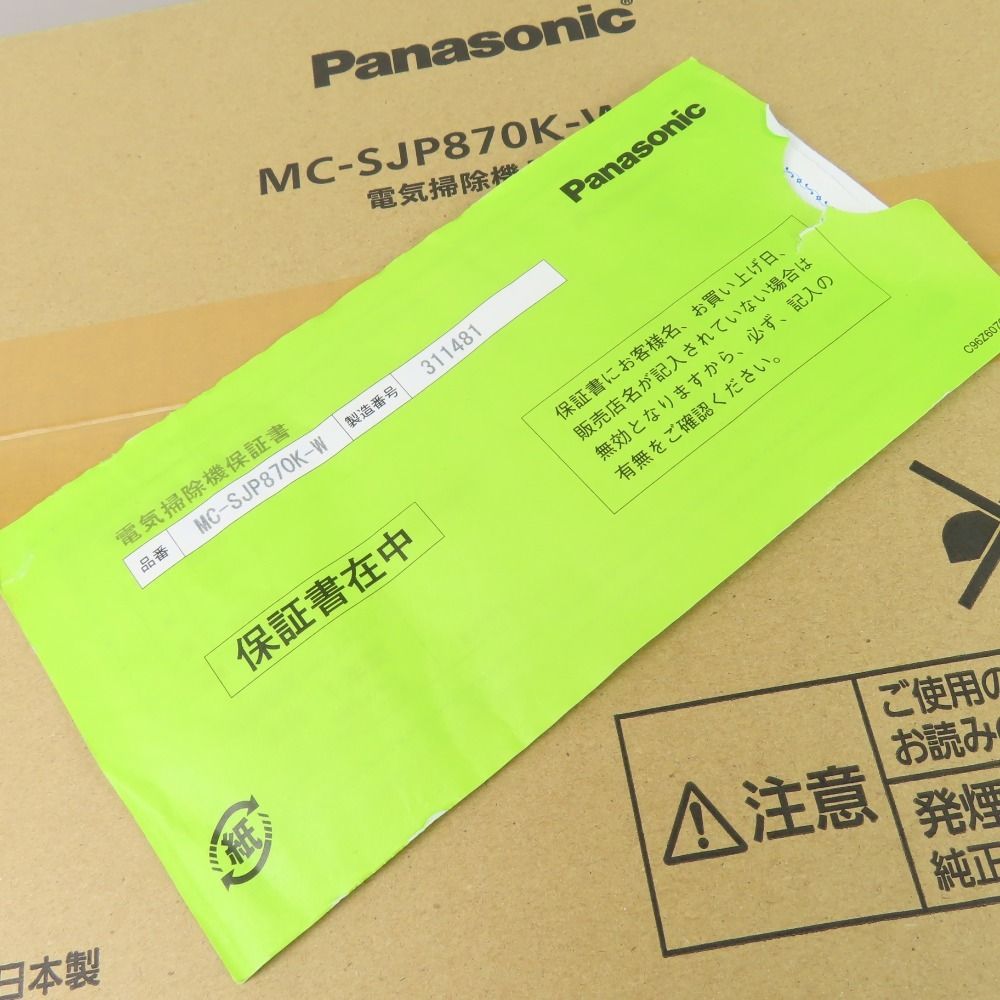 Panasonic
MC-SJP870K-W
電気掃除機
Panasonic
保証書にお客様名、お買い上げ日、
販売店名が記入されていない場合は
無効となりますから、必ず、記入の
有無をご確認ください。
電気掃除機保証書
品番 MC-SJP870K-W 製造番号 311481
保証書在中
紙
注意
ご使用の
お読み
発煙
純正
日本製